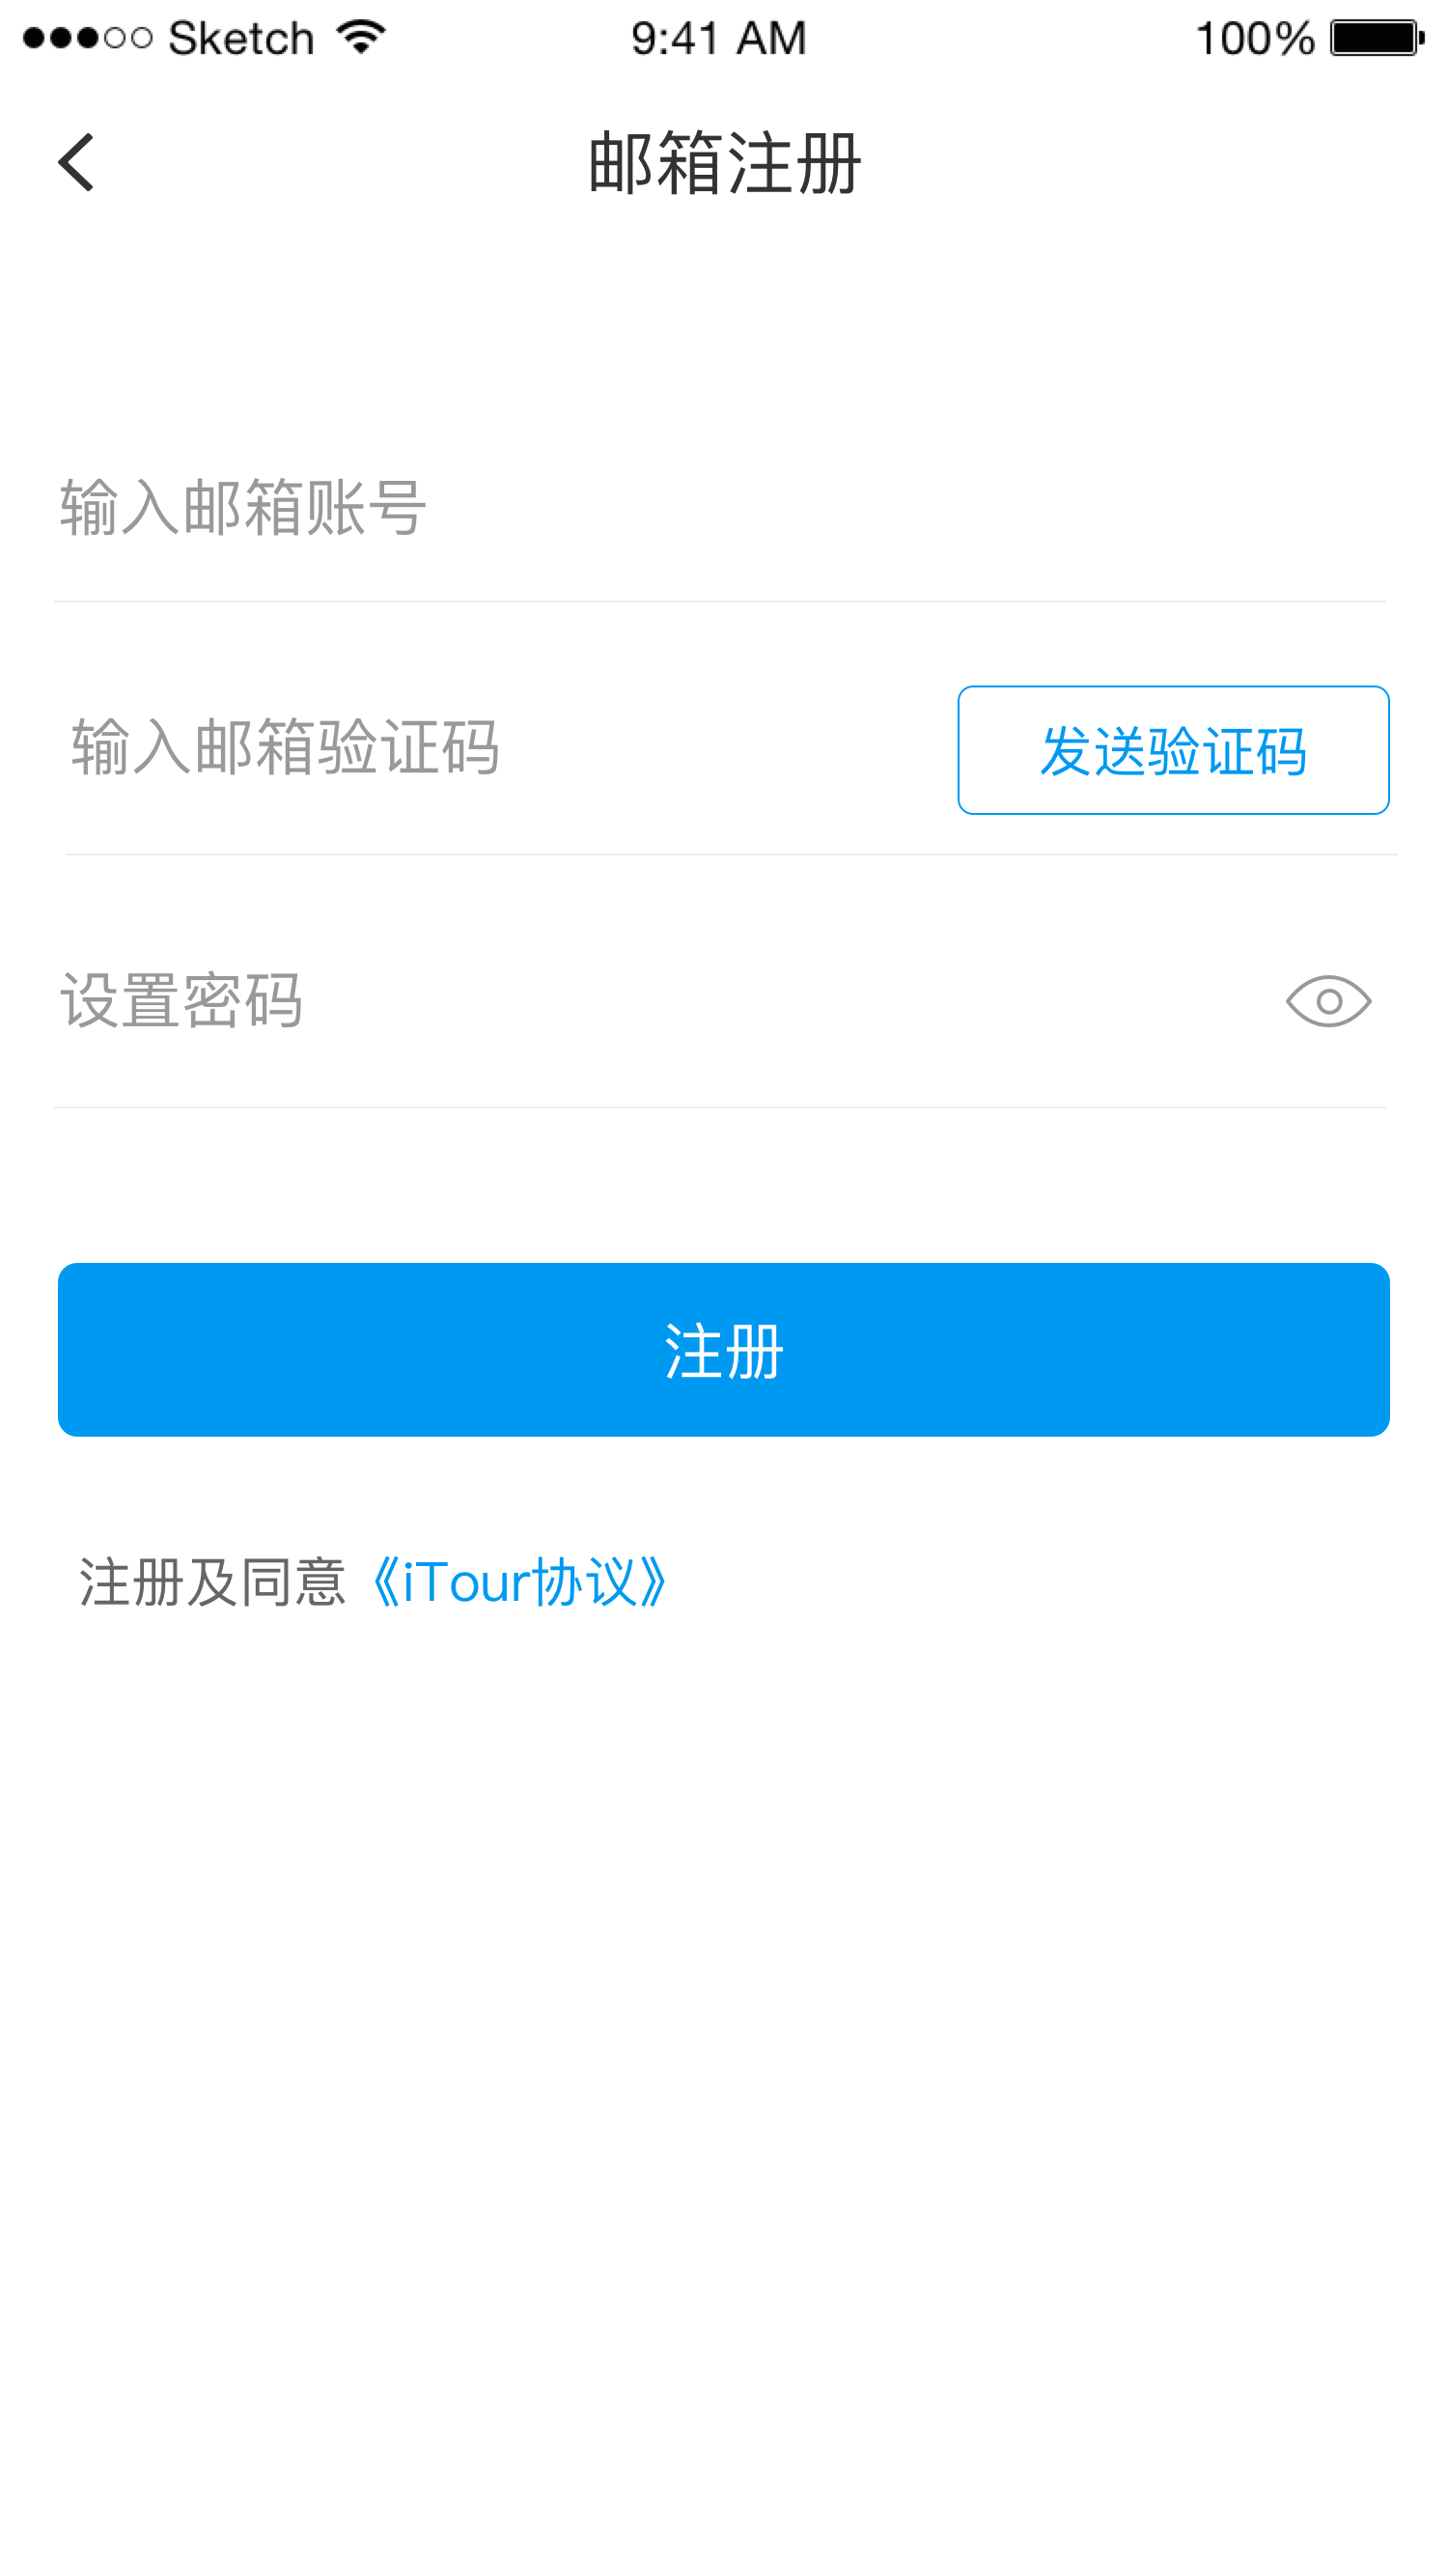 Sketch 9:41 AM 100%
邮箱注册
输入邮箱账号
输入邮箱验证码 发送验证码
设置密码
注册
注册及同意《iTour协议》